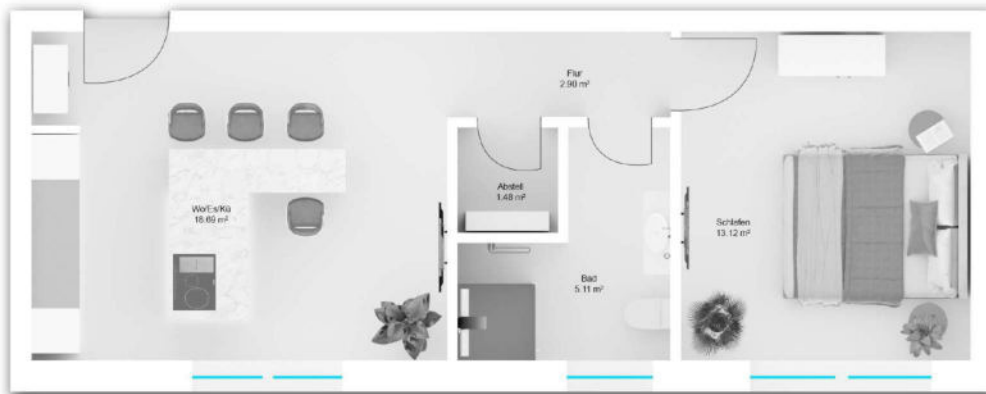 Flur
2.90 m²
Abstell
1.48 m²
Wo/Es/Kü
18.69 m²
Schlafen
13.12 m²
Bad
5.11 m²